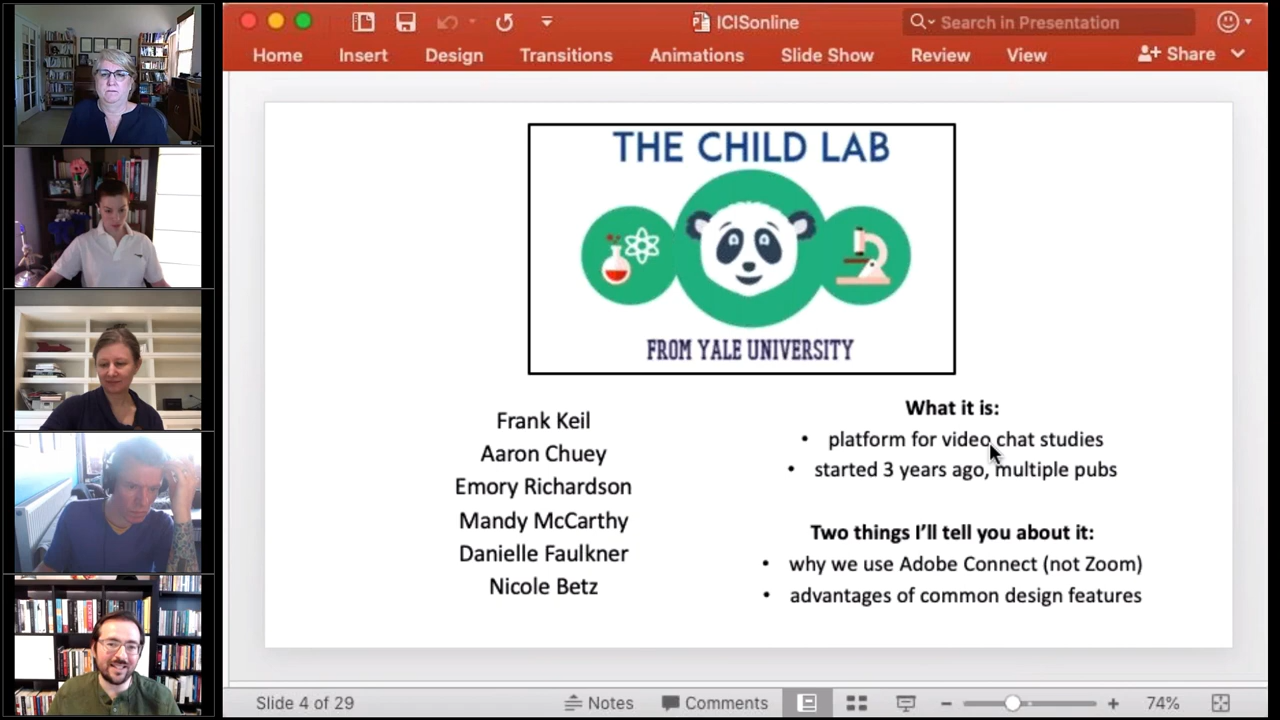 ICISonline
Search in Presentation
Home Insert Design Transitions Animations Slide Show Review View Share
THE CHILD LAB
FROM YALE UNIVERSITY
Frank Keil
Aaron Chuey
Emory Richardson
Mandy McCarthy
Danielle Faulkner
Nicole Betz
What it is:
• platform for video chat studies
• started 3 years ago, multiple pubs
Two things I'll tell you about it:
• why we use Adobe Connect (not Zoom)
• advantages of common design features
Slide 4 of 29 Notes Comments 74%